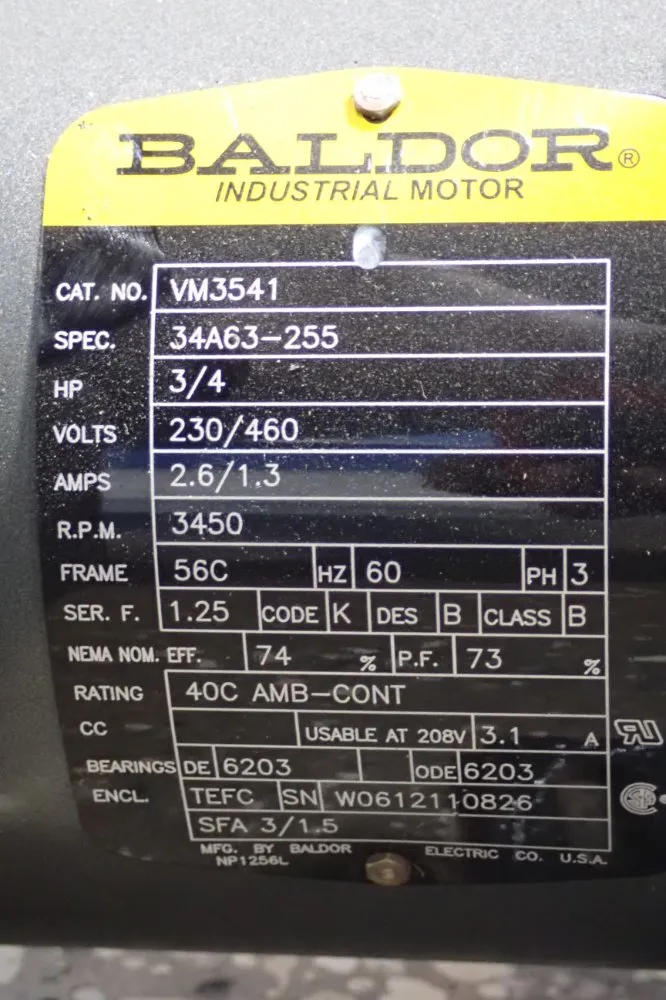 BALDOR®
INDUSTRIAL MOTOR
CAT. NO. VM3541
SPEC. 34A63-255
HP 3/4
VOLTS 230/460
AMPS 2.6/1.3
R.P.M. 3450
FRAME 56C HZ 60 PH 3
SER. F. 1.25 CODE K DES B CLASS B
NEMA NOM. EFF. 74 % P.F. 73 %
RATING 40C AMB-CONT
CC USABLE AT 208V 3.1 A
BEARINGS DE 6203 ODE 6203
ENCL. TEFC SN W0612110826
SFA 3/1.5
MFG. BY BALDOR ELECTRIC CO. U.S.A.
NP1256L